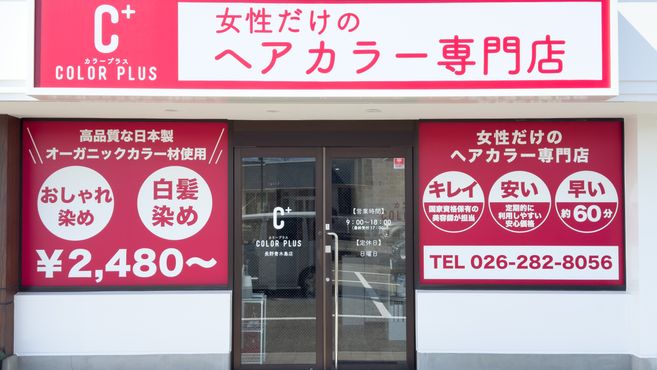 C+
カラープラス
COLOR PLUS
女性だけの
ヘアカラー専門店
高品質な日本製
オーガニックカラー材使用
おしゃれ
染め
白髪
染め
¥2,480〜
C+
カラープラス
COLOR PLUS
長野青木島店
【営業時間】
9:00〜18:00
(最終受付17:00)
【定休日】
日曜日
女性だけの
ヘアカラー専門店
キレイ
国家資格保有の
美容師が担当
安い
定期的に
利用しやすい
安心価格
早い
約60分
TEL 026-282-8056